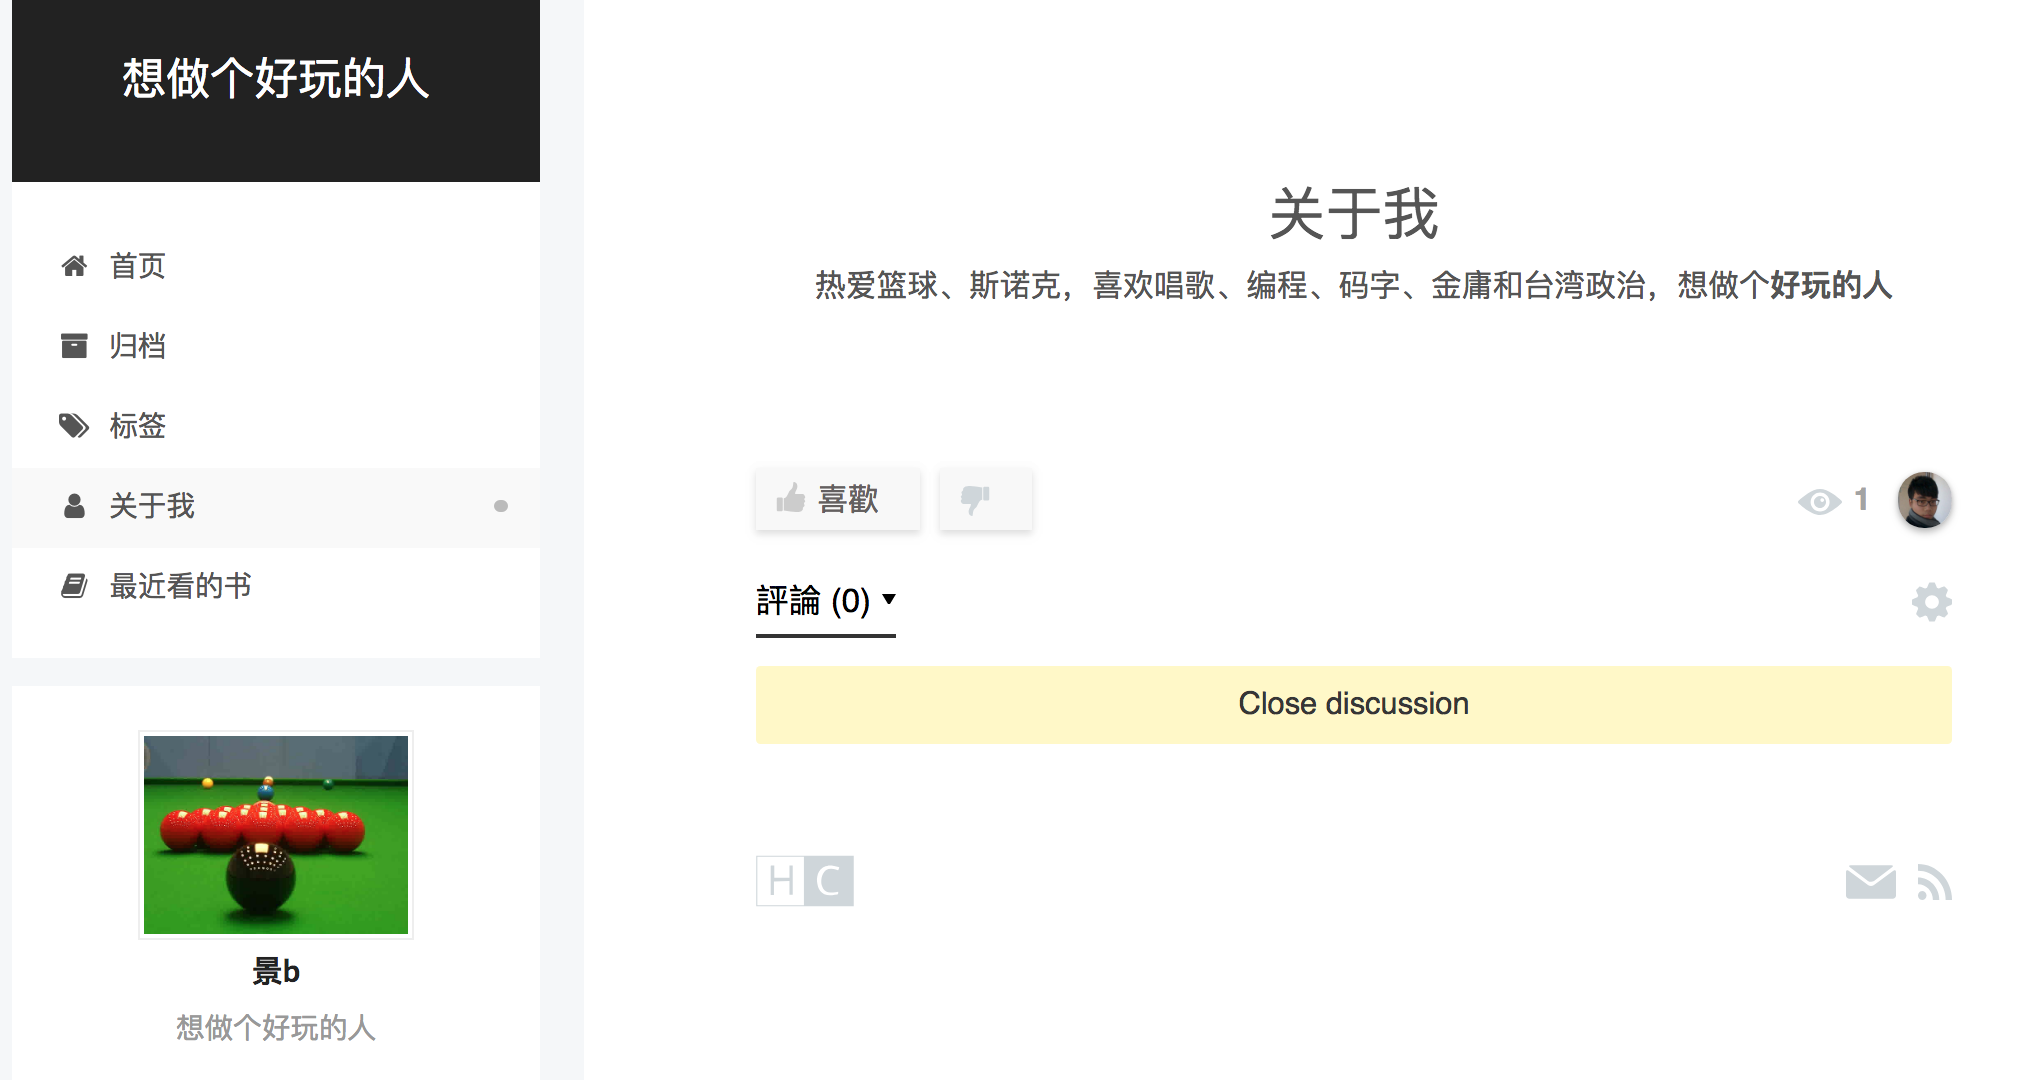 想做个好玩的人
首页
归档
标签
关于我
最近看的书
景b
想做个好玩的人
关于我
热爱篮球、斯诺克，喜欢唱歌、编程、码字、金庸和台湾政治，想做个好玩的人
喜歡
1
評論 (0)
Close discussion
HC